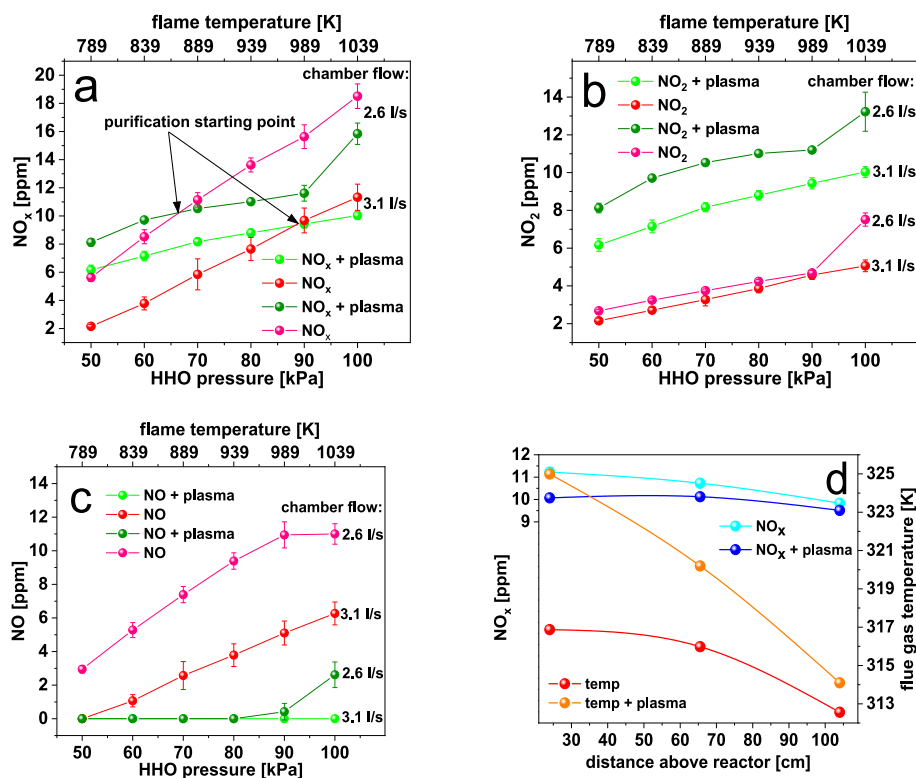 flame temperature [K]
789 839 889 939 989 1039
a
chamber flow:
2.6 l/s
purification starting point
3.1 l/s
NOx + plasma
NOx
NOx + plasma
NOx
20
18
16
14
12
10
8
6
4
2
NOx [ppm]
50 60 70 80 90 100
HHO pressure [kPa]
flame temperature [K]
789 839 889 939 989 1039
b
NO2 + plasma
NO2
NO2 + plasma
NO2
chamber flow:
2.6 l/s
3.1 l/s
2.6 l/s
3.1 l/s
14
12
10
8
6
4
2
NO2 [ppm]
50 60 70 80 90 100
HHO pressure [kPa]
flame temperature [K]
789 839 889 939 989 1039
c
NO + plasma
NO
NO + plasma
NO
chamber flow:
2.6 l/s
3.1 l/s
2.6 l/s
3.1 l/s
14
12
10
8
6
4
2
0
NO [ppm]
50 60 70 80 90 100
HHO pressure [kPa]
d
12
11
10
9
NOx [ppm]
NOX
NOX + plasma
temp
temp + plasma
325
323
321
319
317
315
313
flue gas temperature [K]
30 40 50 60 70 80 90 100
distance above reactor [cm]